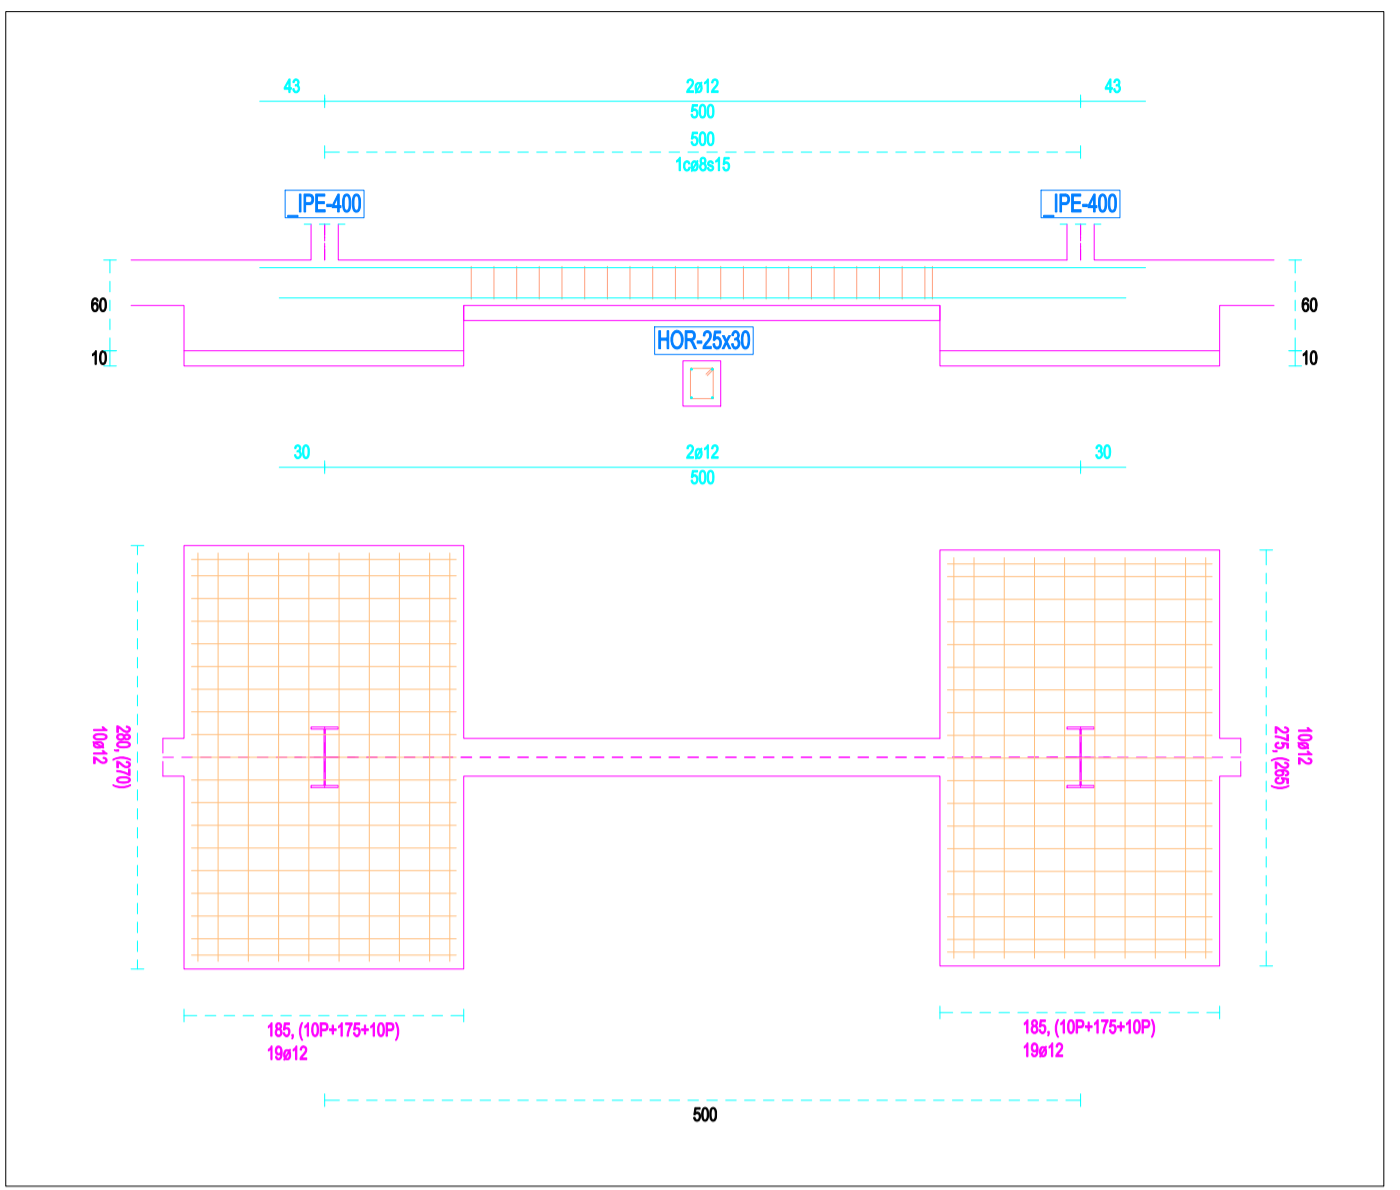 43
2ø12
43
500
500
1cø8s15
_IPE-400
_IPE-400
60
60
HOR-25x30
10
10
30
2ø12
30
500
280, (270)
10ø12
10ø12
275, (265)
185, (10P+175+10P)
19ø12
185, (10P+175+10P)
19ø12
500